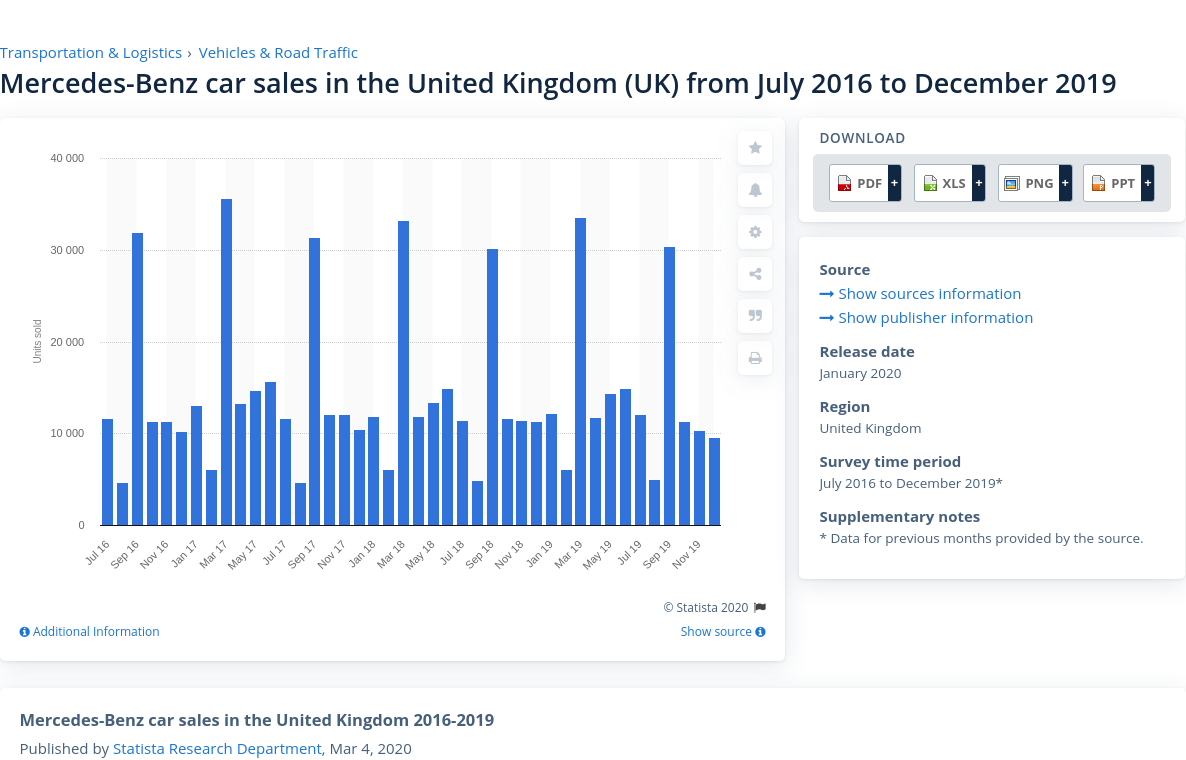 Transportation & Logistics › Vehicles & Road Traffic
Mercedes-Benz car sales in the United Kingdom (UK) from July 2016 to December 2019
40 000
30 000
20 000
10 000
0
Units sold
Jul 16
Sep 16
Nov 16
Jan 17
Mar 17
May 17
Jul 17
Sep 17
Nov 17
Jan 18
Mar 18
May 18
Jul 18
Sep 18
Nov 18
Jan 19
Mar 19
May 19
Jul 19
Sep 19
Nov 19
© Statista 2020
Additional Information
Show source
DOWNLOAD
PDF + XLS + PNG + PPT +
Source
Show sources information
Show publisher information
Release date
January 2020
Region
United Kingdom
Survey time period
July 2016 to December 2019*
Supplementary notes
* Data for previous months provided by the source.
Mercedes-Benz car sales in the United Kingdom 2016-2019
Published by Statista Research Department, Mar 4, 2020